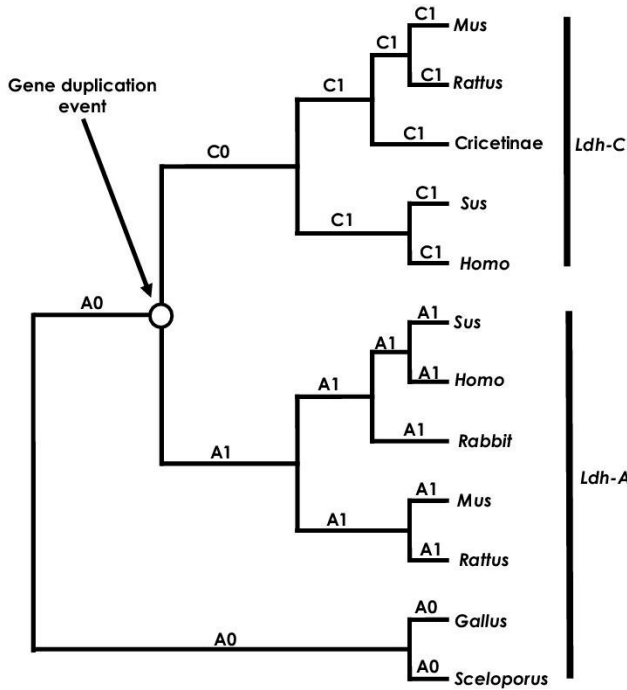 C1
Mus
C1
C1
Rattus
Gene duplication
event
C1
C1
Cricetinae
Ldh-C
C0
C1
Sus
C1
C1
Homo
A0
A1
Sus
A1
A1
Homo
A1
A1
Rabbit
A1
Ldh-A
A1
Mus
A1
A1
Rattus
A0
Gallus
A0
A0
Sceloporus